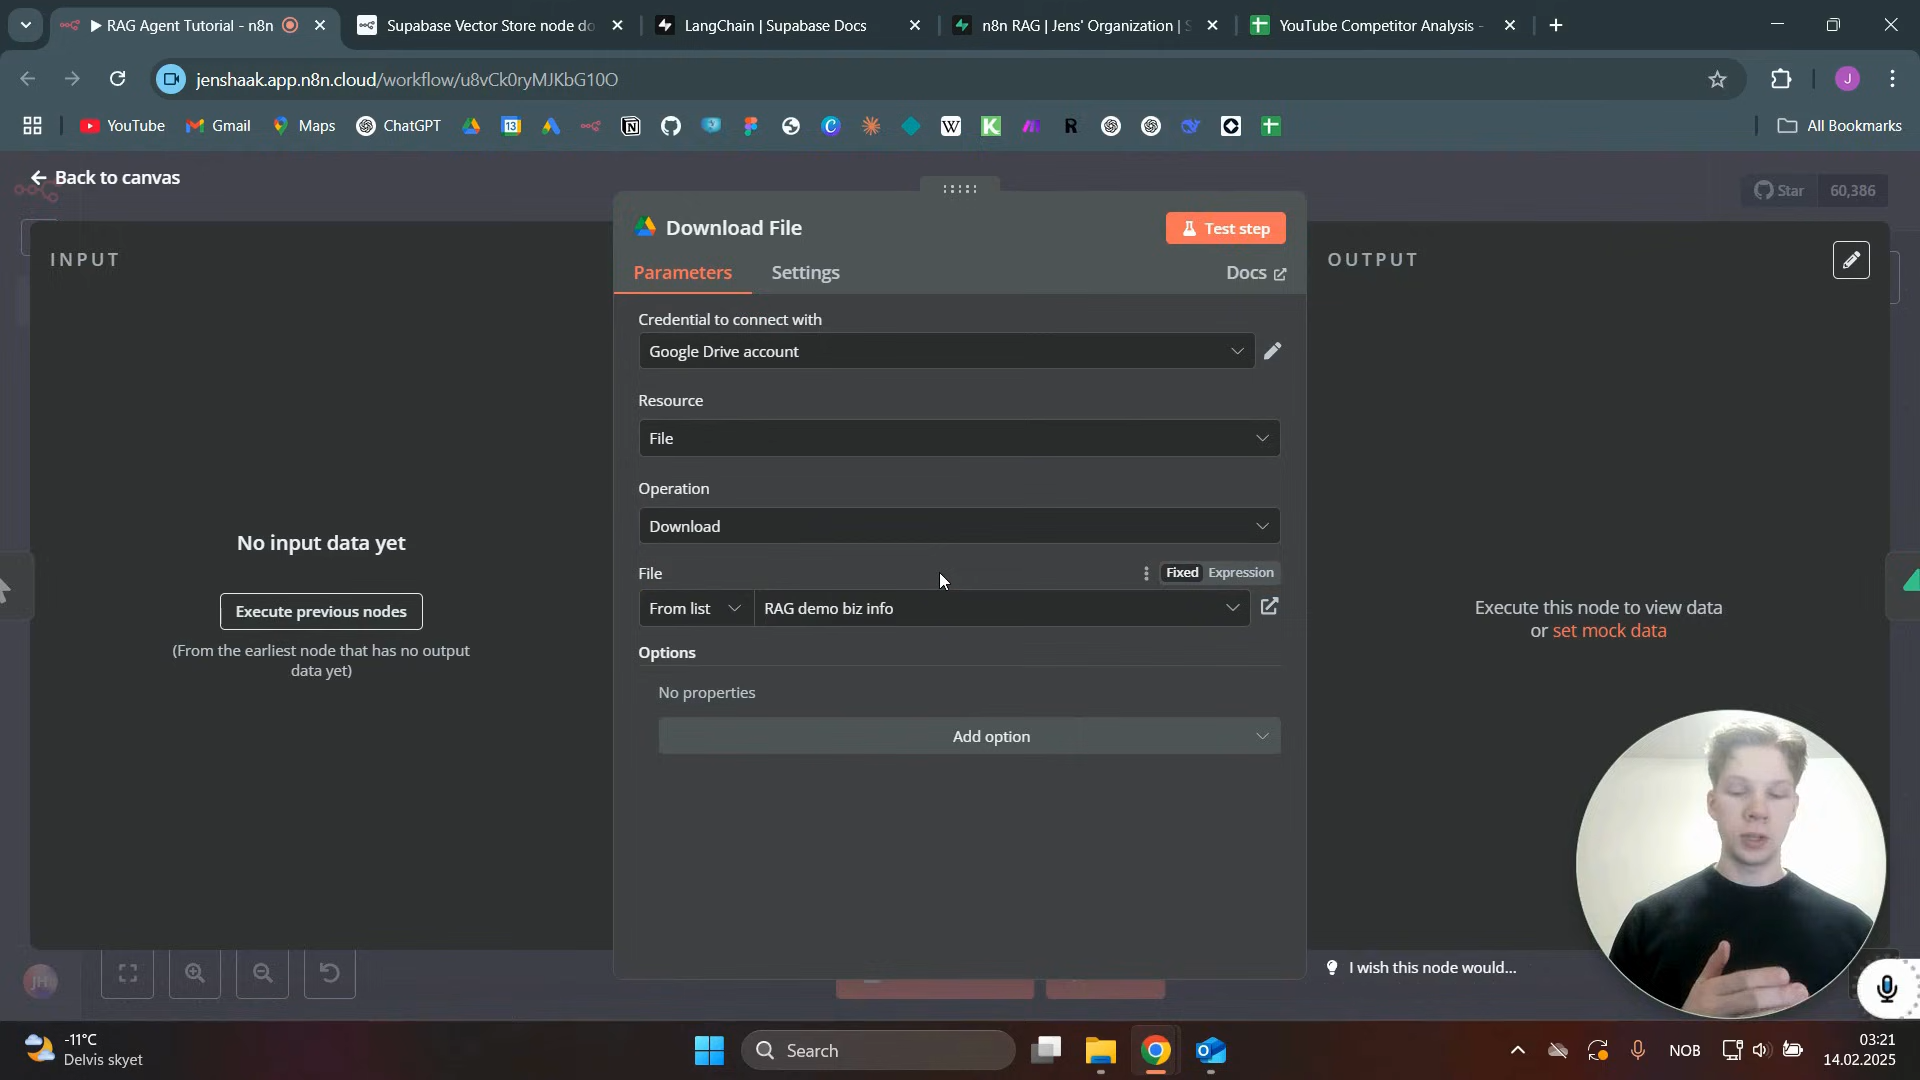 RAG Agent Tutorial - n8n
Supabase Vector Store node do
LangChain | Supabase Docs
n8n RAG | Jens' Organization |
YouTube Competitor Analysis -
jenshaak.app.n8n.cloud/workflow/u8vCk0ryMJKbG10O
J
YouTube
Gmail
Maps
ChatGPT
All Bookmarks
Back to canvas
Star
60,386
INPUT
Download File
Test step
OUTPUT
Parameters
Settings
Docs
Credential to connect with
Google Drive account
Resource
File
Operation
Download
No input data yet
File
Fixed
Expression
Execute previous nodes
From list
RAG demo biz info
Execute this node to view data
or set mock data
(From the earliest node that has no output
data yet)
Options
No properties
Add option
I wish this node would...
JH
-11°C
Delvis skyet
Search
NOB
03:21
14.02.2025